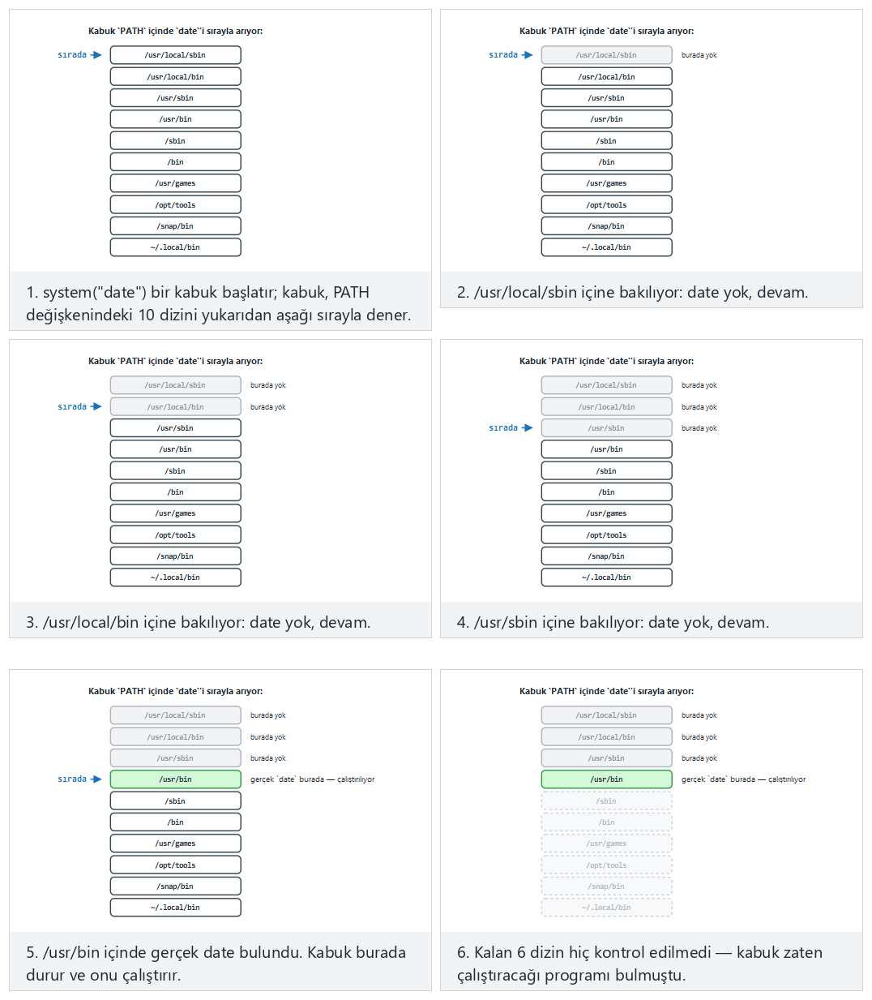 Kabuk `PATH` içinde `date`'i sırayla arıyor:
sırada
/usr/local/sbin
/usr/local/bin
/usr/sbin
/usr/bin
/sbin
/bin
/usr/games
/opt/tools
/snap/bin
~/.local/bin
1. system("date") bir kabuk başlatır; kabuk, PATH
değişkenindeki 10 dizini yukarıdan aşağı sırayla dener.
Kabuk `PATH` içinde `date`'i sırayla arıyor:
sırada
/usr/local/sbin
burada yok
/usr/local/bin
/usr/sbin
/usr/bin
/sbin
/bin
/usr/games
/opt/tools
/snap/bin
~/.local/bin
2. /usr/local/sbin içine bakılıyor: date yok, devam.
Kabuk `PATH` içinde `date`'i sırayla arıyor:
/usr/local/sbin
burada yok
sırada
/usr/local/bin
burada yok
/usr/sbin
/usr/bin
/sbin
/bin
/usr/games
/opt/tools
/snap/bin
~/.local/bin
3. /usr/local/bin içine bakılıyor: date yok, devam.
Kabuk `PATH` içinde `date`'i sırayla arıyor:
/usr/local/sbin
burada yok
/usr/local/bin
burada yok
sırada
/usr/sbin
burada yok
/usr/bin
/sbin
/bin
/usr/games
/opt/tools
/snap/bin
~/.local/bin
4. /usr/sbin içine bakılıyor: date yok, devam.
Kabuk `PATH` içinde `date`'i sırayla arıyor:
/usr/local/sbin
burada yok
/usr/local/bin
burada yok
/usr/sbin
burada yok
sırada
/usr/bin
gerçek `date` burada — çalıştırılıyor
/sbin
/bin
/usr/games
/opt/tools
/snap/bin
~/.local/bin
5. /usr/bin içinde gerçek date bulundu. Kabuk burada
durur ve onu çalıştırır.
Kabuk `PATH` içinde `date`'i sırayla arıyor:
/usr/local/sbin
burada yok
/usr/local/bin
burada yok
/usr/sbin
burada yok
/usr/bin
gerçek `date` burada — çalıştırılıyor
/sbin
/bin
/usr/games
/opt/tools
/snap/bin
~/.local/bin
6. Kalan 6 dizin hiç kontrol edilmedi — kabuk zaten
çalıştıracağı programı bulmuştu.